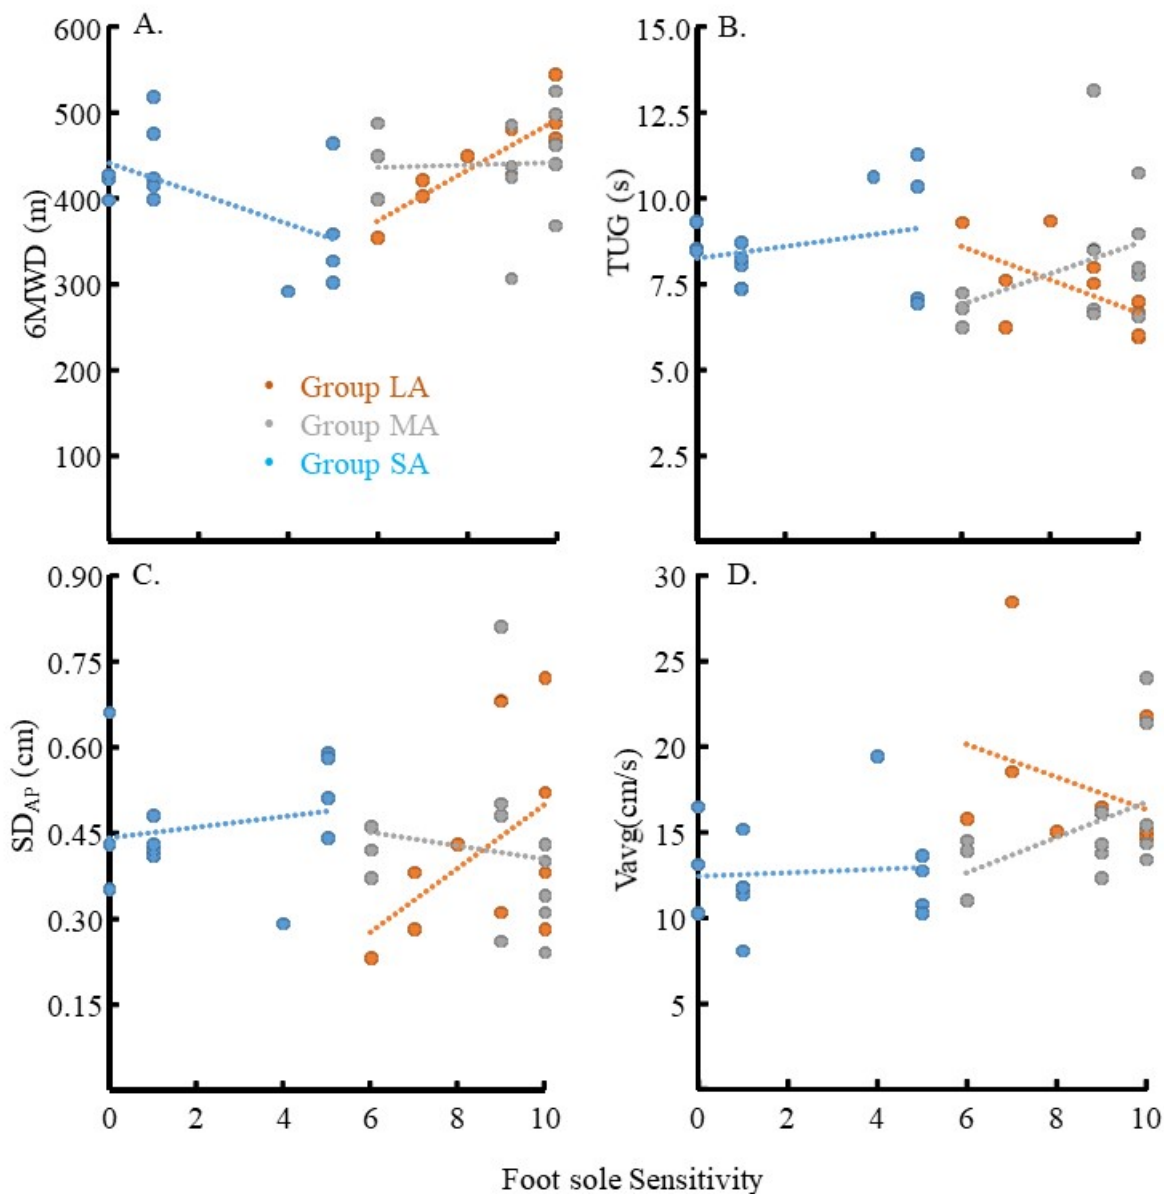 A.
600
500
400
300
200
100
6MWD (m)
Group LA
Group MA
Group SA
B.
15.0
12.5
10.0
7.5
5.0
2.5
TUG (s)
C.
0.90
0.75
0.60
0.45
0.30
0.15
SDAP (cm)
0 2 4 6 8 10
D.
30
25
20
15
10
5
Vavg(cm/s)
0 2 4 6 8 10
Foot sole Sensitivity